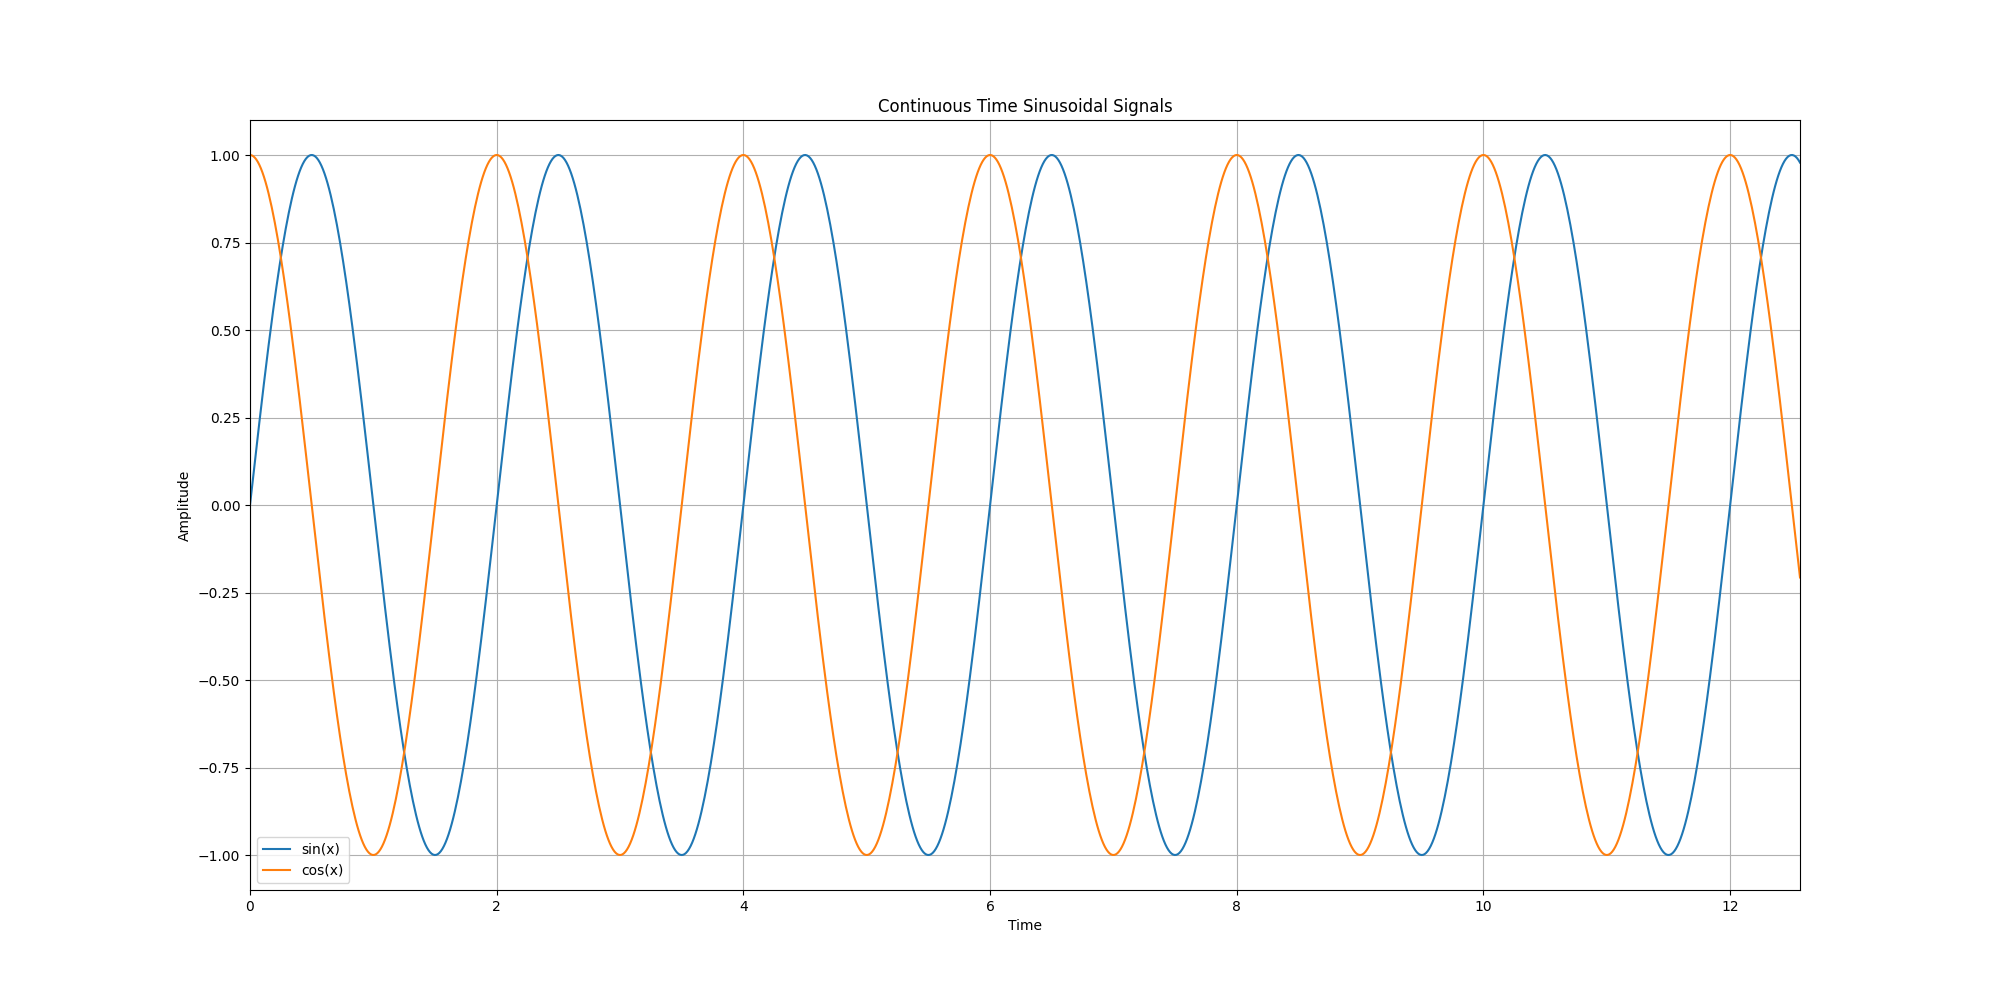 Continuous Time Sinusoidal Signals
1.00
0.75
0.50
0.25
0.00
−0.25
−0.50
−0.75
−1.00
Amplitude
sin(x)
cos(x)
0 2 4 6 8 10 12
Time